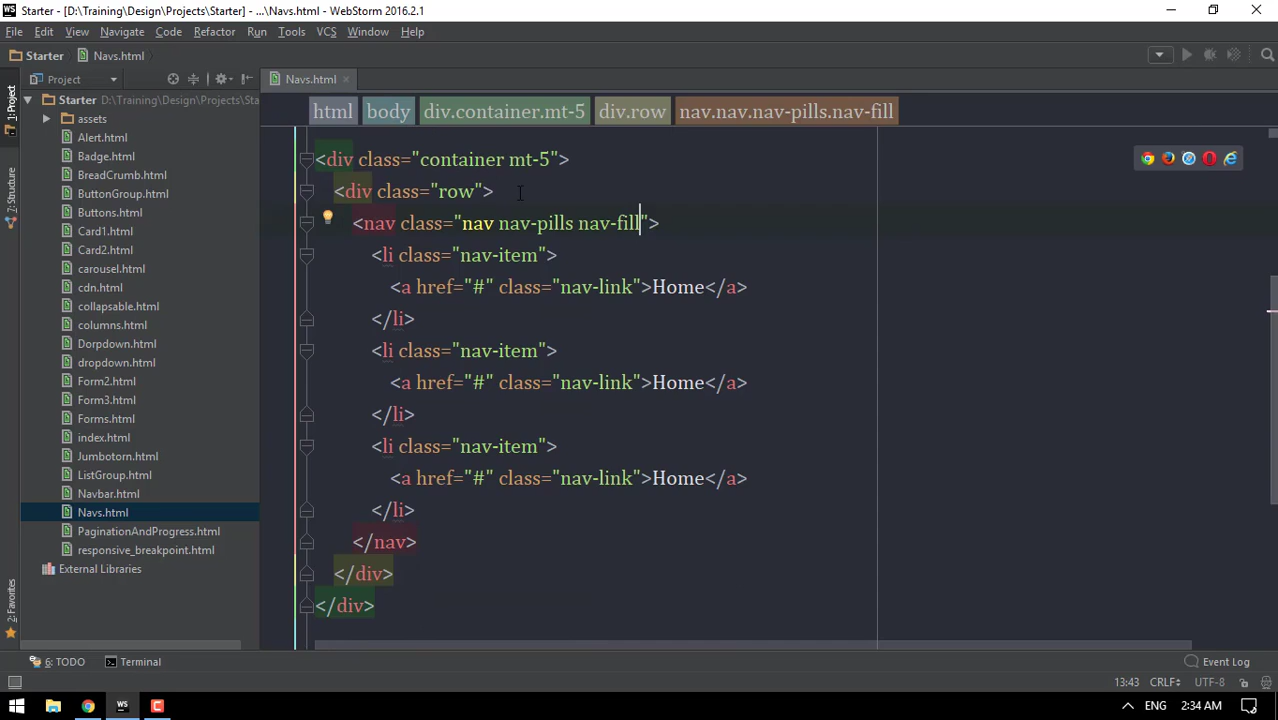 Starter - [D:\Training\Design\Projects\Starter] - ...\Navs.html] - WebStorm 2016.2.1
File Edit View Navigate Code Refactor Run Tools VCS Window Help
Starter Navs.html
1: Project
Z: Structure
2: Favorites
Project
Starter D:\Training\Design\Projects\Sta
assets
Alert.html
Badge.html
BreadCrumb.html
ButtonGroup.html
Buttons.html
Card1.html
Card2.html
carousel.html
cdn.html
collapsable.html
columns.html
Dorpdown.html
dropdown.html
Form2.html
Form3.html
Forms.html
index.html
Jumbotorn.html
ListGroup.html
Navbar.html
Navs.html
PaginationAndProgress.html
responsive_breakpoint.html
External Libraries
Navs.html
html body div.container.mt-5 div.row nav.nav.nav-pills.nav-fill
<div class="container mt-5">
<div class="row">
<nav class="nav nav-pills nav-fill">
<li class="nav-item">
<a href="#" class="nav-link">Home</a>
</li>
<li class="nav-item">
<a href="#" class="nav-link">Home</a>
</li>
<li class="nav-item">
<a href="#" class="nav-link">Home</a>
</li>
</nav>
</div>
</div>
6: TODO Terminal Event Log
13:43 CRLF UTF-8
ENG 2:34 AM